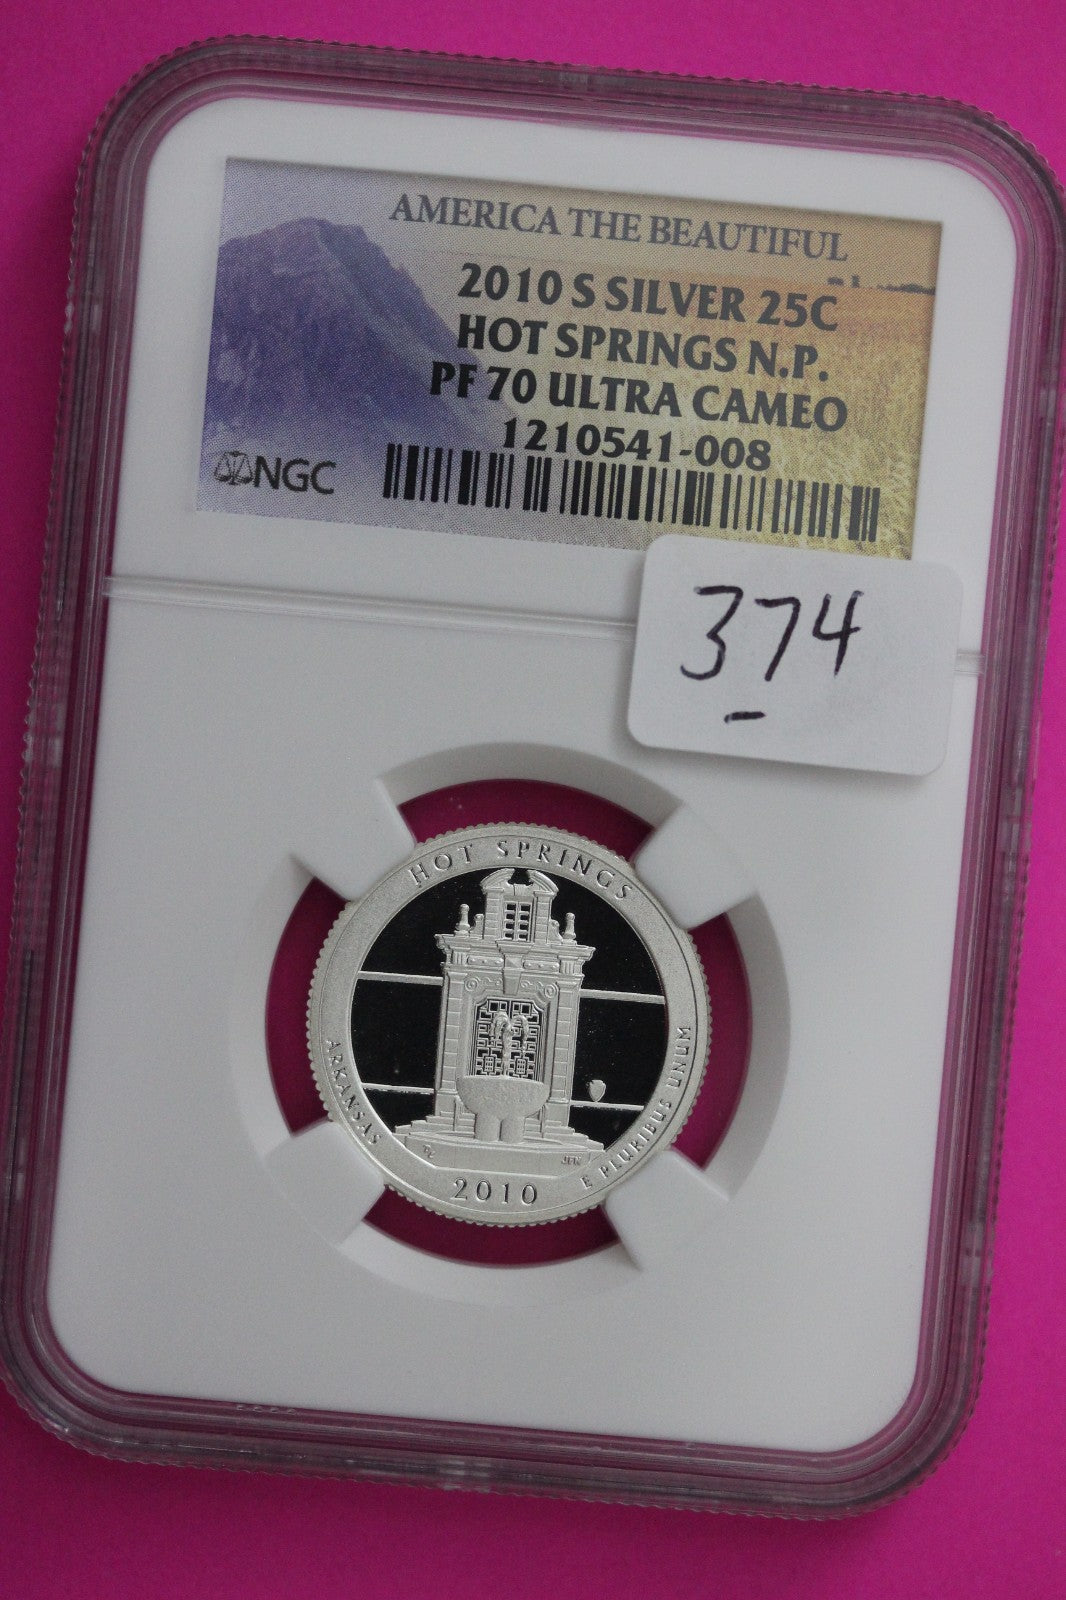 AMERICA THE BEAUTIFUL
2010 S SILVER 25C
HOT SPRINGS N.P.
PF 70 ULTRA CAMEO
1210541-008
NGC
374
HOT SPRINGS
ARKANSAS
E PLURIBUS UNUM
JFM
2010